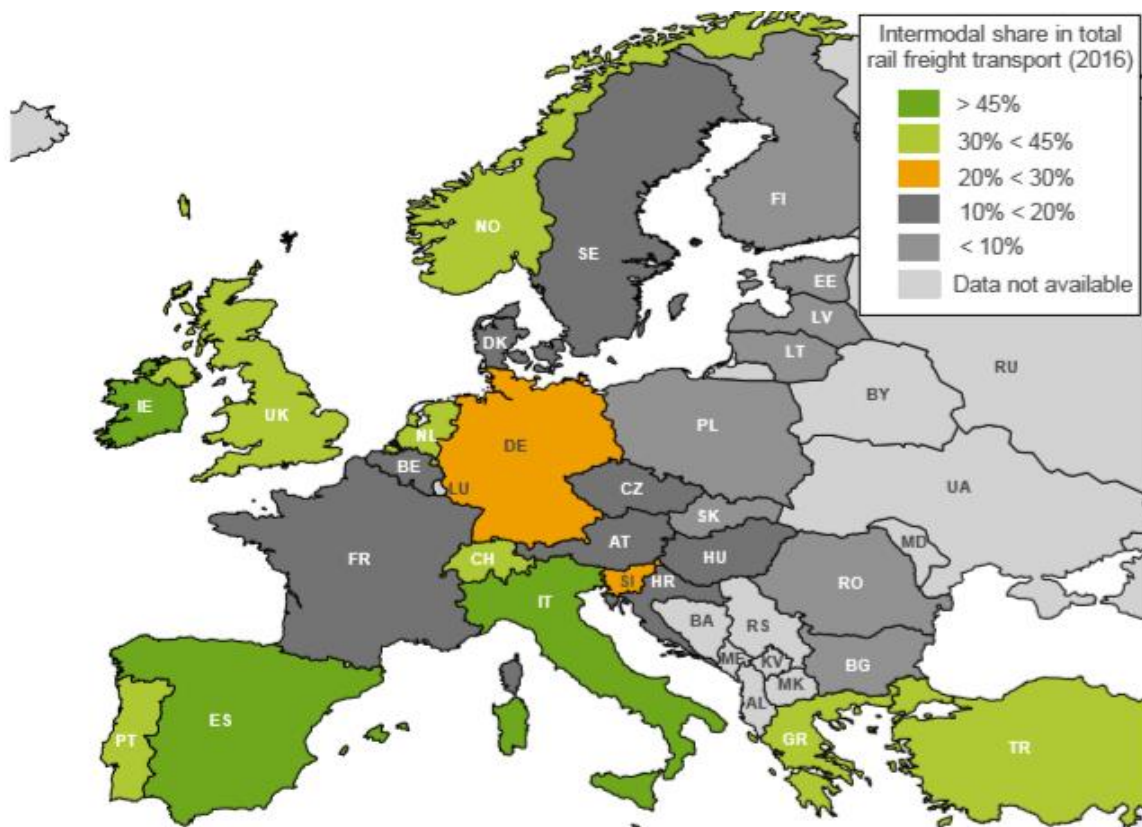 Intermodal share in total
rail freight transport (2016)
> 45%
30% < 45%
20% < 30%
10% < 20%
< 10%
Data not available
NO
SE
FI
EE
LV
LT
DK
RU
BY
IE
UK
NL
DE
PL
BE
LU
CZ
UA
SK
FR
CH
AT
HU
MD
IT
SI
HR
RO
BA
RS
ME
KV
BG
MK
AL
ES
PT
GR
TR